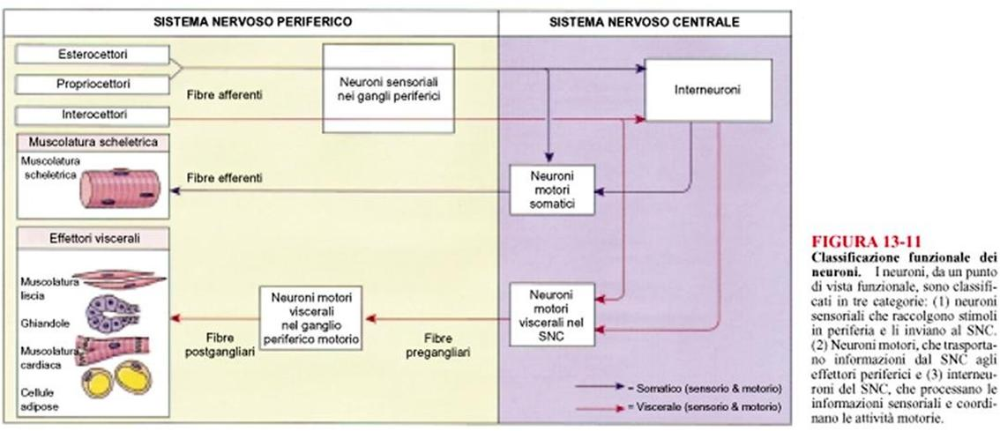 SISTEMA NERVOSO PERIFERICO
SISTEMA NERVOSO CENTRALE
Esterocettori
Propriocettori
Interocettori
Fibre afferenti
Neuroni sensoriali
nei gangli periferici
Interneuroni
Muscolatura scheletrica
Muscolatura
scheletrica
Fibre efferenti
Neuroni
motori
somatici
Effettori viscerali
Muscolatura
liscia
Ghiandole
Muscolatura
cardiaca
Cellule
adipose
Fibre
postgangliari
Neuroni motori
viscerali
nel ganglio
periferico motorio
Fibre
pregangliari
Neuroni
motori
viscerali nel
SNC
= Somatico (sensorio & motorio)
= Viscerale (sensorio & motorio)
FIGURA 13-11
Classificazione funzionale dei
neuroni. I neuroni, da un punto
di vista funzionale, sono classifi-
cati in tre categorie: (1) neuroni
sensoriali che raccolgono stimoli
in periferia e li inviano al SNC.
(2) Neuroni motori, che trasporta-
no informazioni dal SNC agli
effettori periferici e (3) interneu-
roni del SNC, che processano le
informazioni sensoriali e coordi-
nano le attività motorie.